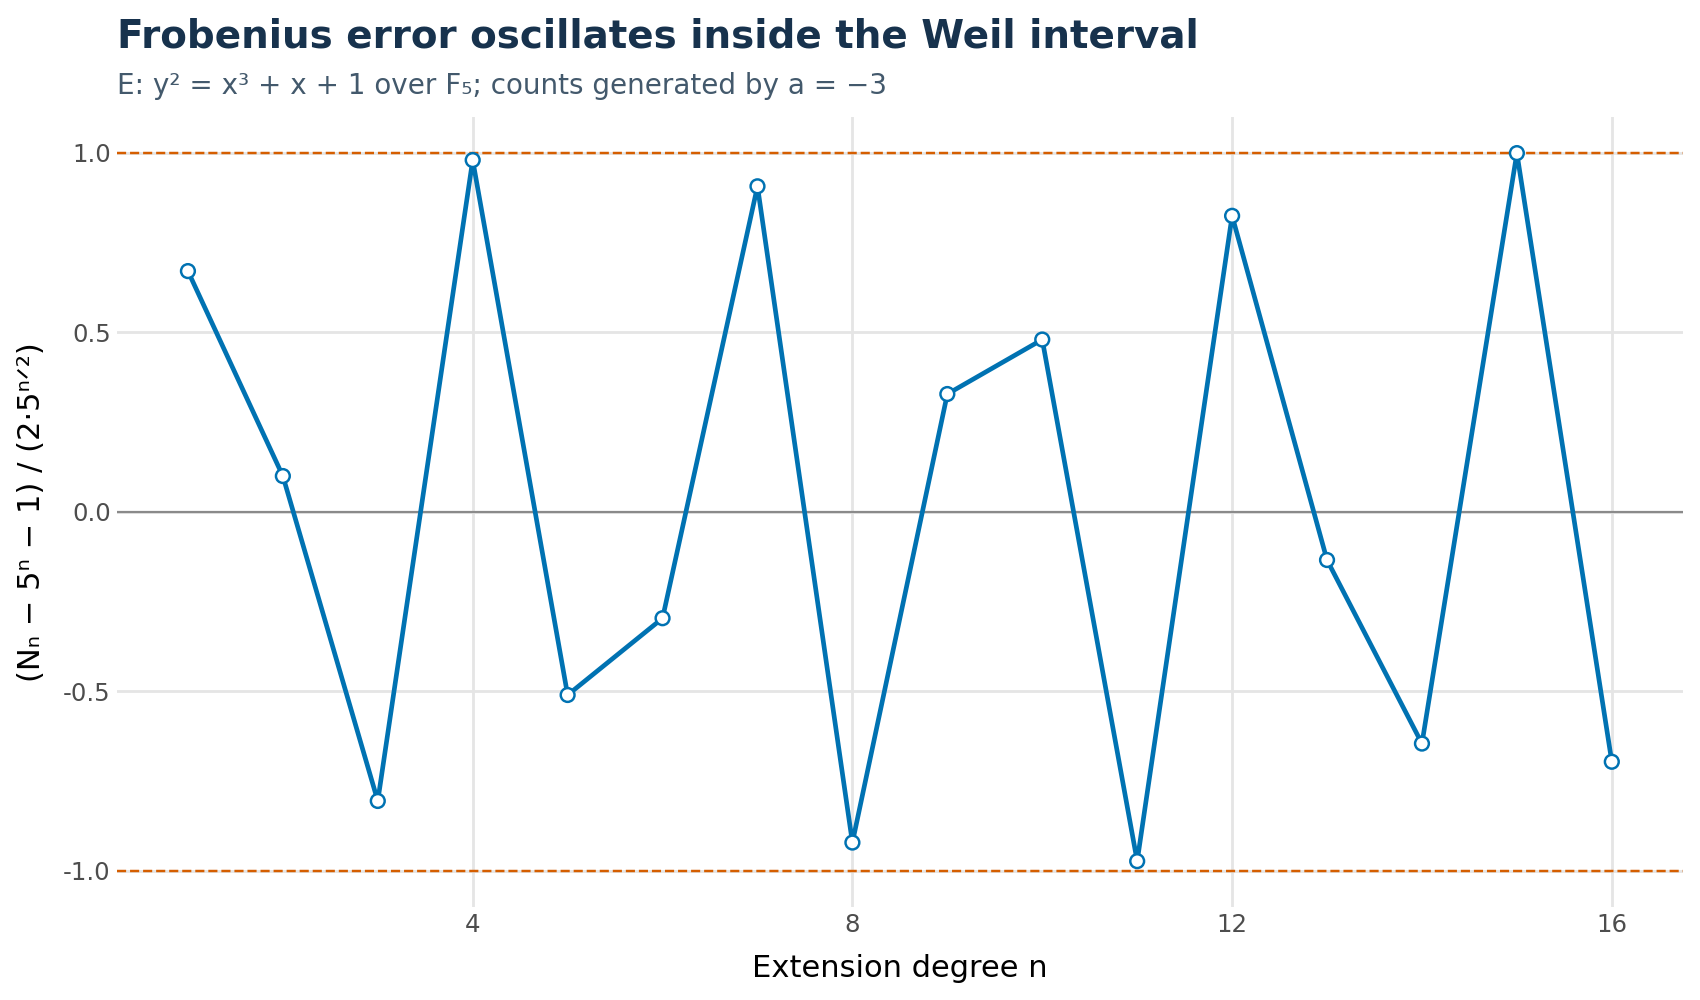 Frobenius error oscillates inside the Weil interval
E: y² = x³ + x + 1 over F₅; counts generated by a = −3
(Nₙ − 5ⁿ − 1) / (2·5ⁿᐟ²)
1.0
0.5
0.0
-0.5
-1.0
4 8 12 16
Extension degree n